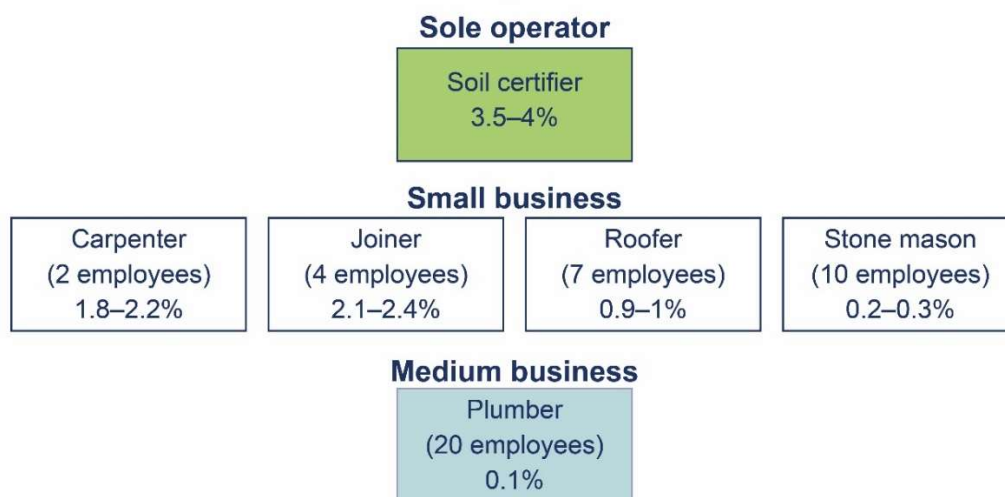 Sole operator
Soil certifier
3.5–4%
Small business
Carpenter
(2 employees)
1.8–2.2%
Joiner
(4 employees)
2.1–2.4%
Roofer
(7 employees)
0.9–1%
Stone mason
(10 employees)
0.2–0.3%
Medium business
Plumber
(20 employees)
0.1%